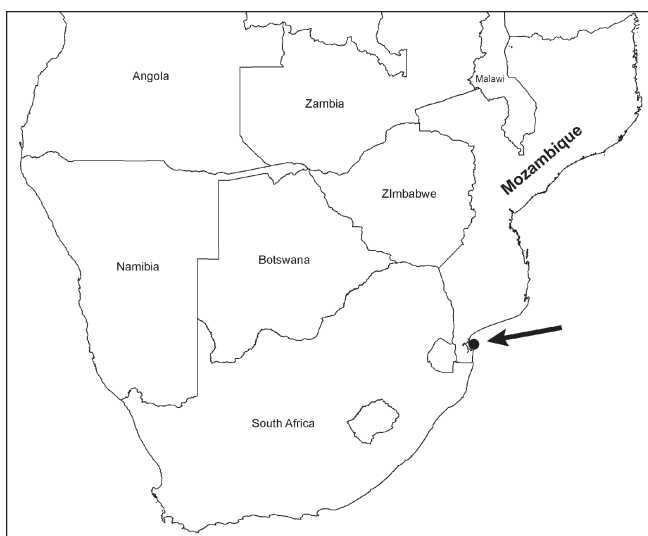 Angola
Malawi
Zambia
Mozambique
ZImbabwe
Botswana
Namibia
South Africa